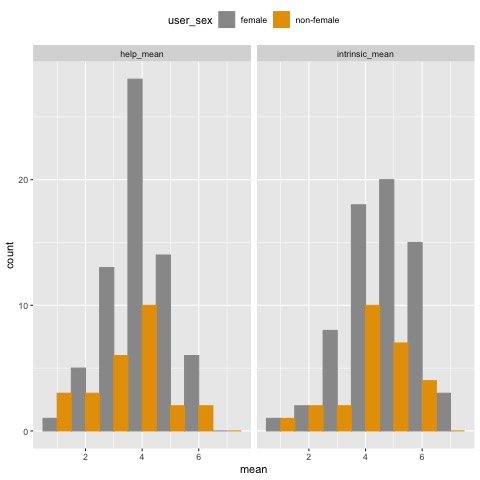 user_sex female non-female
help_mean intrinsic_mean
20
10
0
count
2 4 6 2 4 6
mean